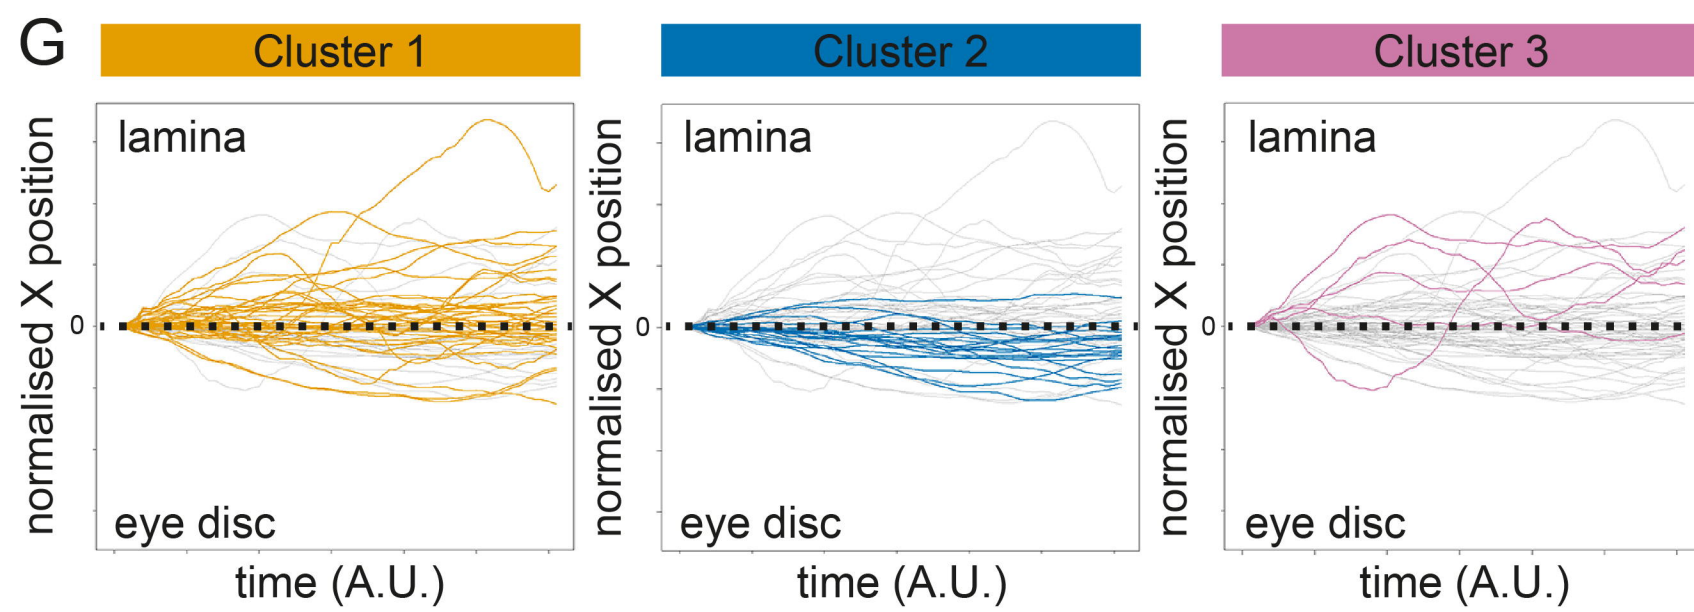 G
Cluster 1
Cluster 2
Cluster 3
normalised X position
lamina
0
eye disc
time (A.U.)
normalised X position
lamina
0
eye disc
time (A.U.)
normalised X position
lamina
0
eye disc
time (A.U.)